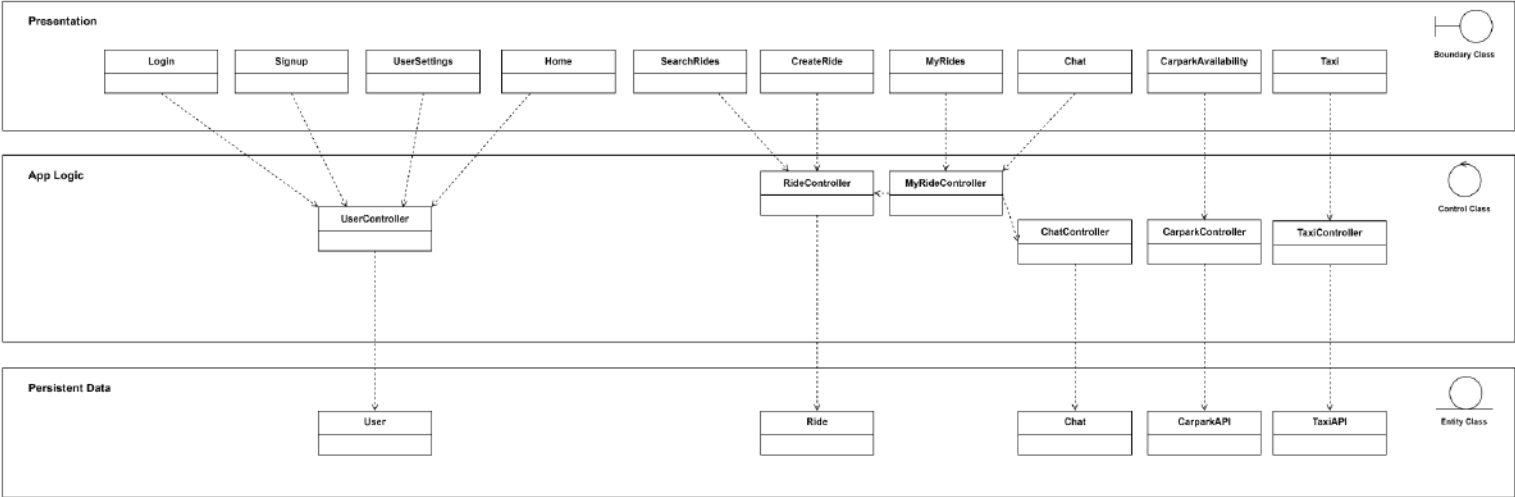 Presentation
Login
Signup
UserSettings
Home
SearchRides
CreateRide
MyRides
Chat
CarparkAvailability
Taxi
Boundary Class
App Logic
RideController
MyRideController
Control Class
UserController
ChatController
CarparkController
TaxiController
Persistent Data
User
Ride
Chat
CarparkAPI
TaxiAPI
Entity Class